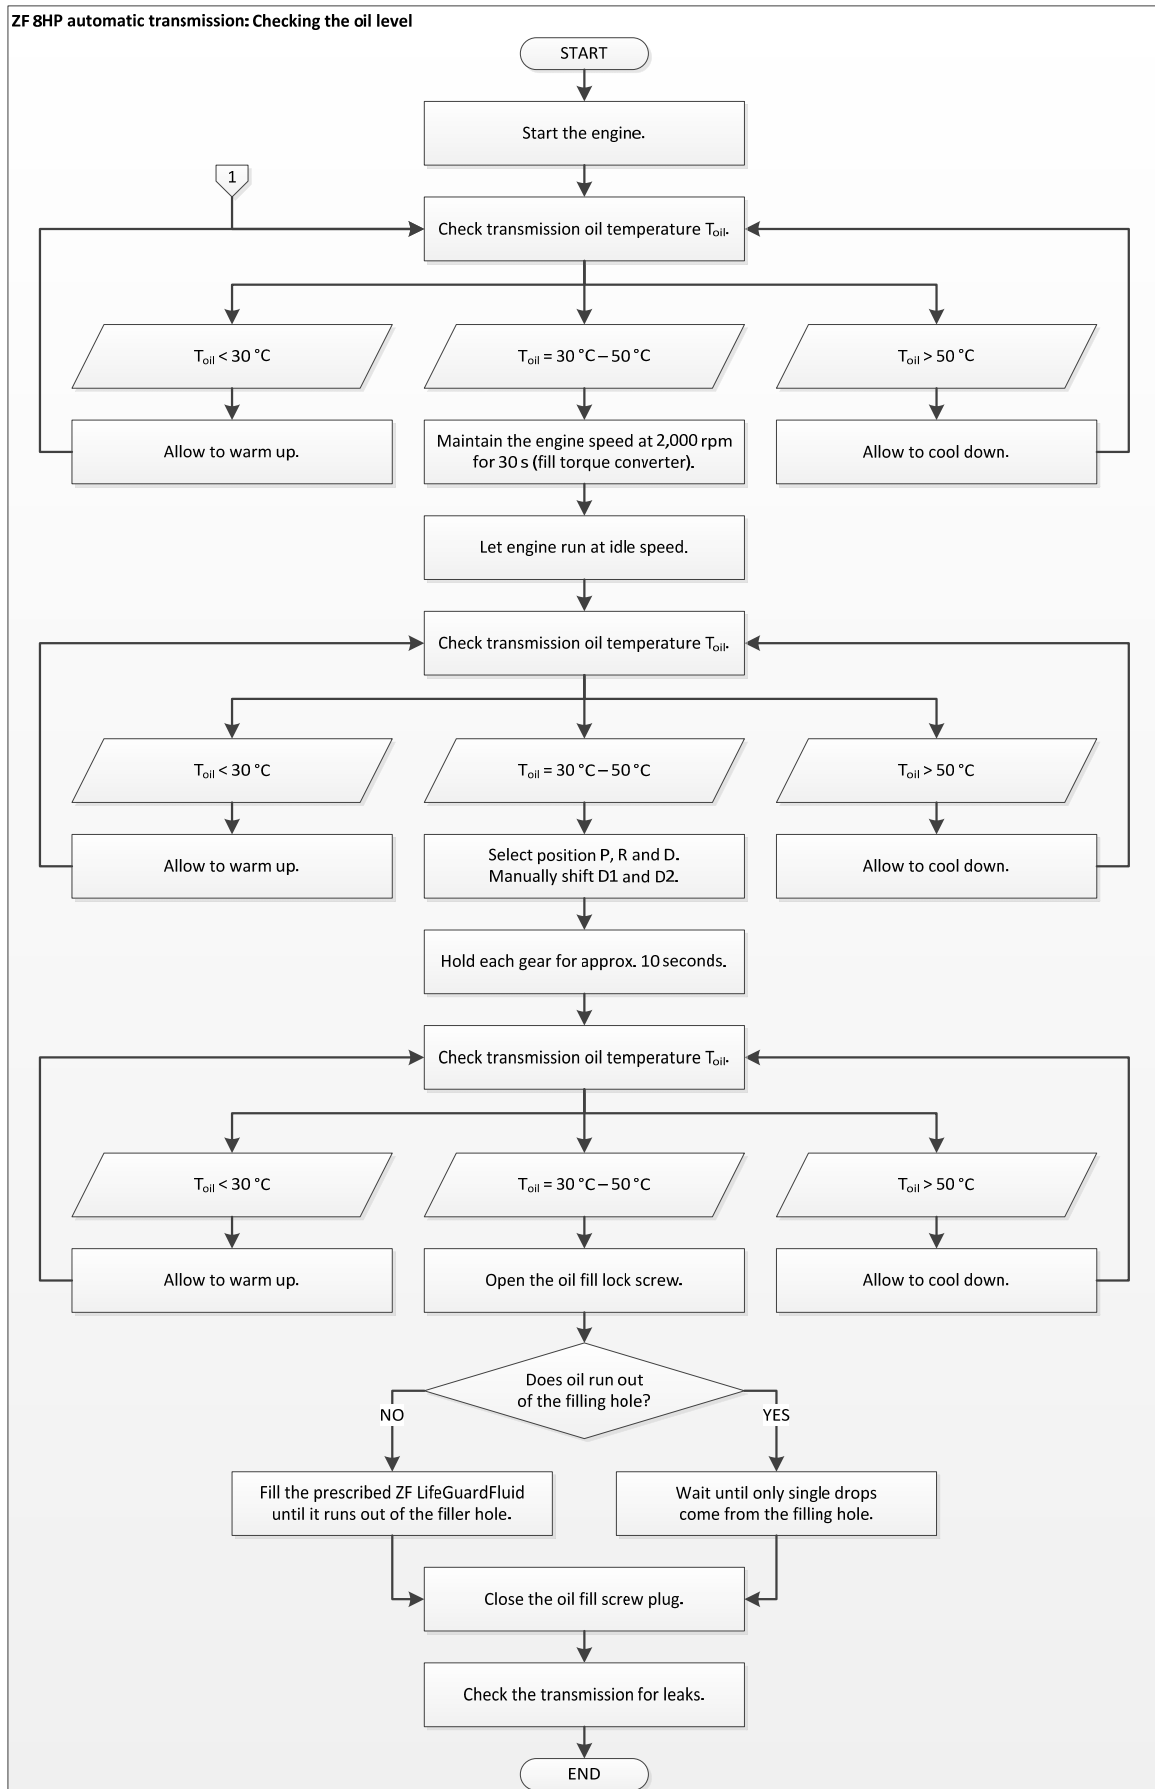 ZF 8HP automatic transmission: Checking the oil level
START
Start the engine.
1
Check transmission oil temperature Toil.
Toil < 30 °C
Toil = 30 °C – 50 °C
Toil > 50 °C
Allow to warm up.
Maintain the engine speed at 2,000 rpm
for 30 s (fill torque converter).
Allow to cool down.
Let engine run at idle speed.
Check transmission oil temperature Toil.
Toil < 30 °C
Toil = 30 °C – 50 °C
Toil > 50 °C
Allow to warm up.
Select position P, R and D.
Manually shift D1 and D2.
Allow to cool down.
Hold each gear for approx. 10 seconds.
Check transmission oil temperature Toil.
Toil < 30 °C
Toil = 30 °C – 50 °C
Toil > 50 °C
Allow to warm up.
Open the oil fill lock screw.
Allow to cool down.
Does oil run out
of the filling hole?
NO
YES
Fill the prescribed ZF LifeGuardFluid
until it runs out of the filler hole.
Wait until only single drops
come from the filling hole.
Close the oil fill screw plug.
Check the transmission for leaks.
END